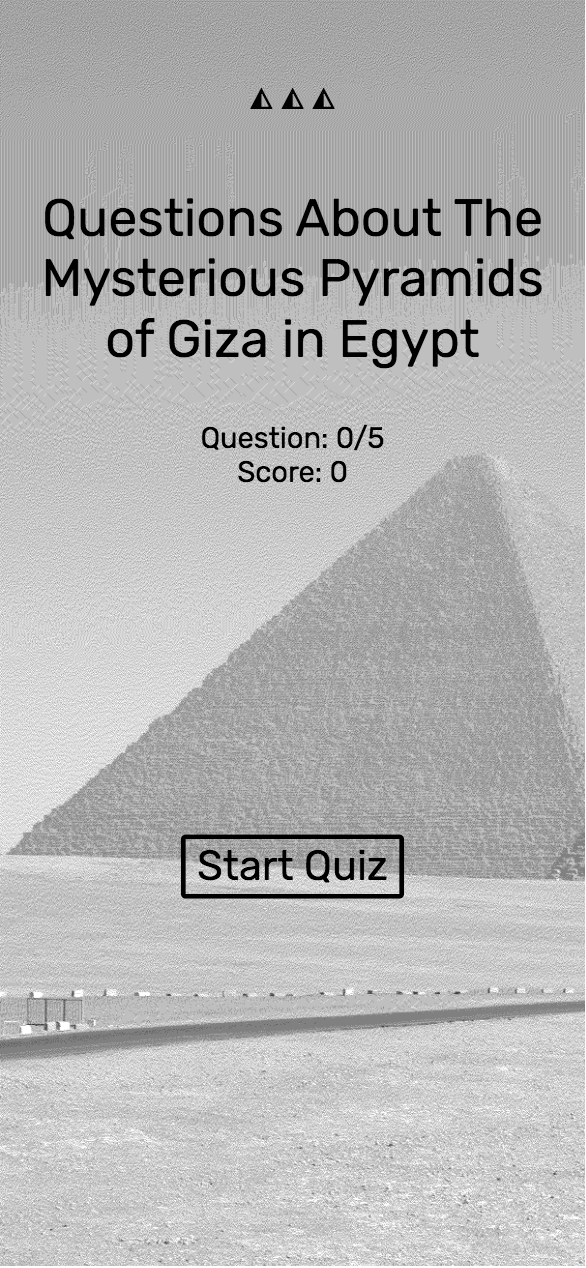 Questions About The
Mysterious Pyramids
of Giza in Egypt
Question: 0/5
Score: 0
Start Quiz